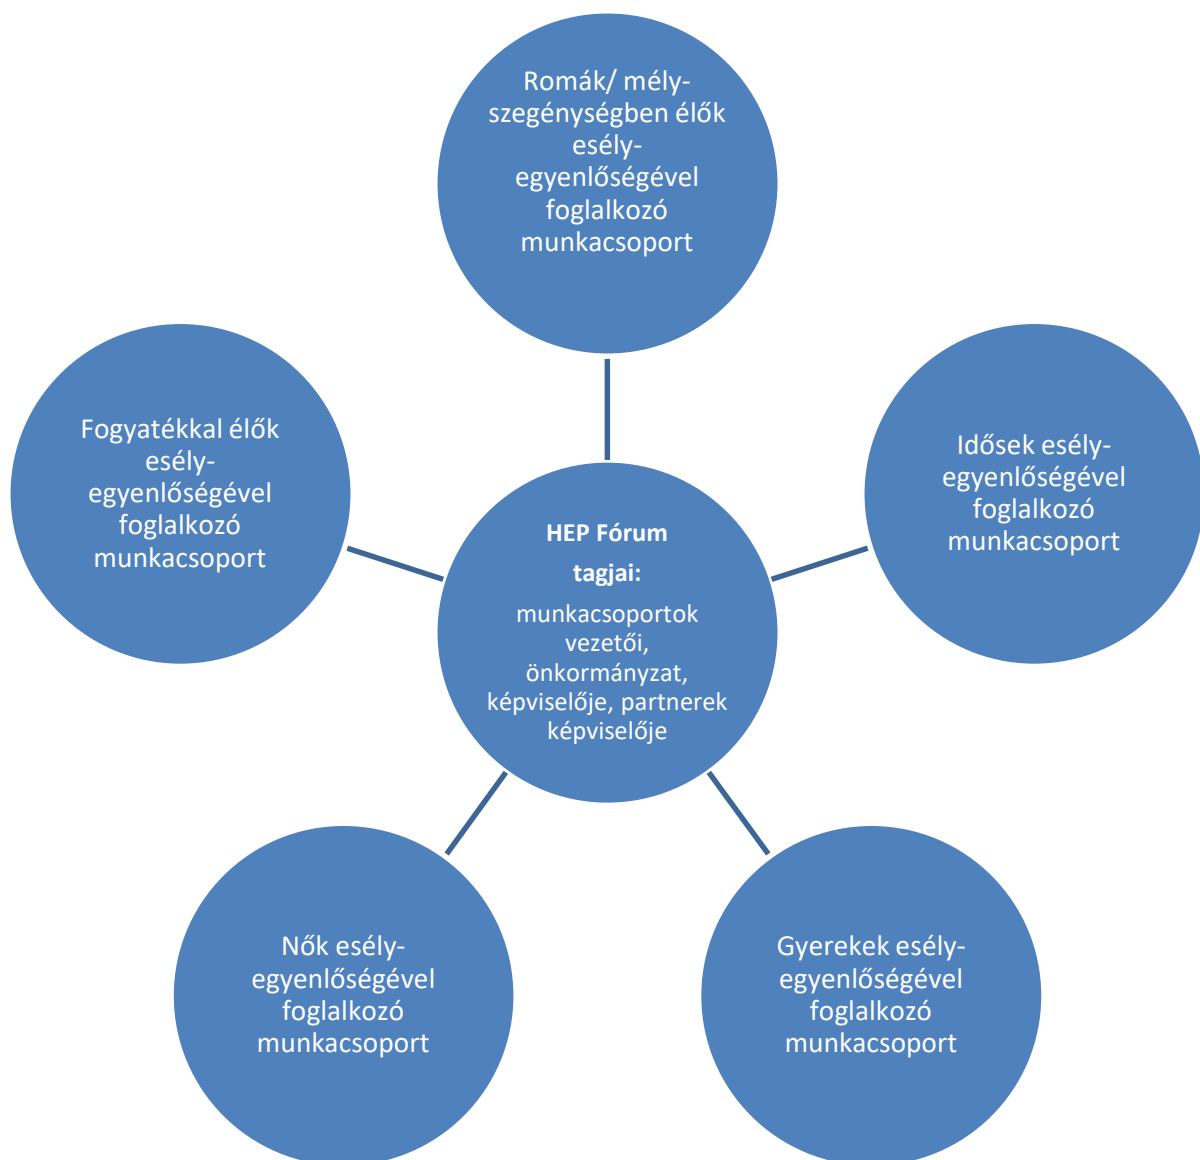 Romák/ mély-
szegénységben élők
esély-
egyenlőségével
foglalkozó
munkacsoport
Fogyatékkal élők
esély-
egyenlőségével
foglalkozó
munkacsoport
Idősek esély-
egyenlőségével
foglalkozó
munkacsoport
HEP Fórum
tagjai:
munkacsoportok
vezetői,
önkormányzat,
képviselője, partnerek
képviselője
Nők esély-
egyenlőségével
foglalkozó
munkacsoport
Gyerekek esély-
egyenlőségével
foglalkozó
munkacsoport